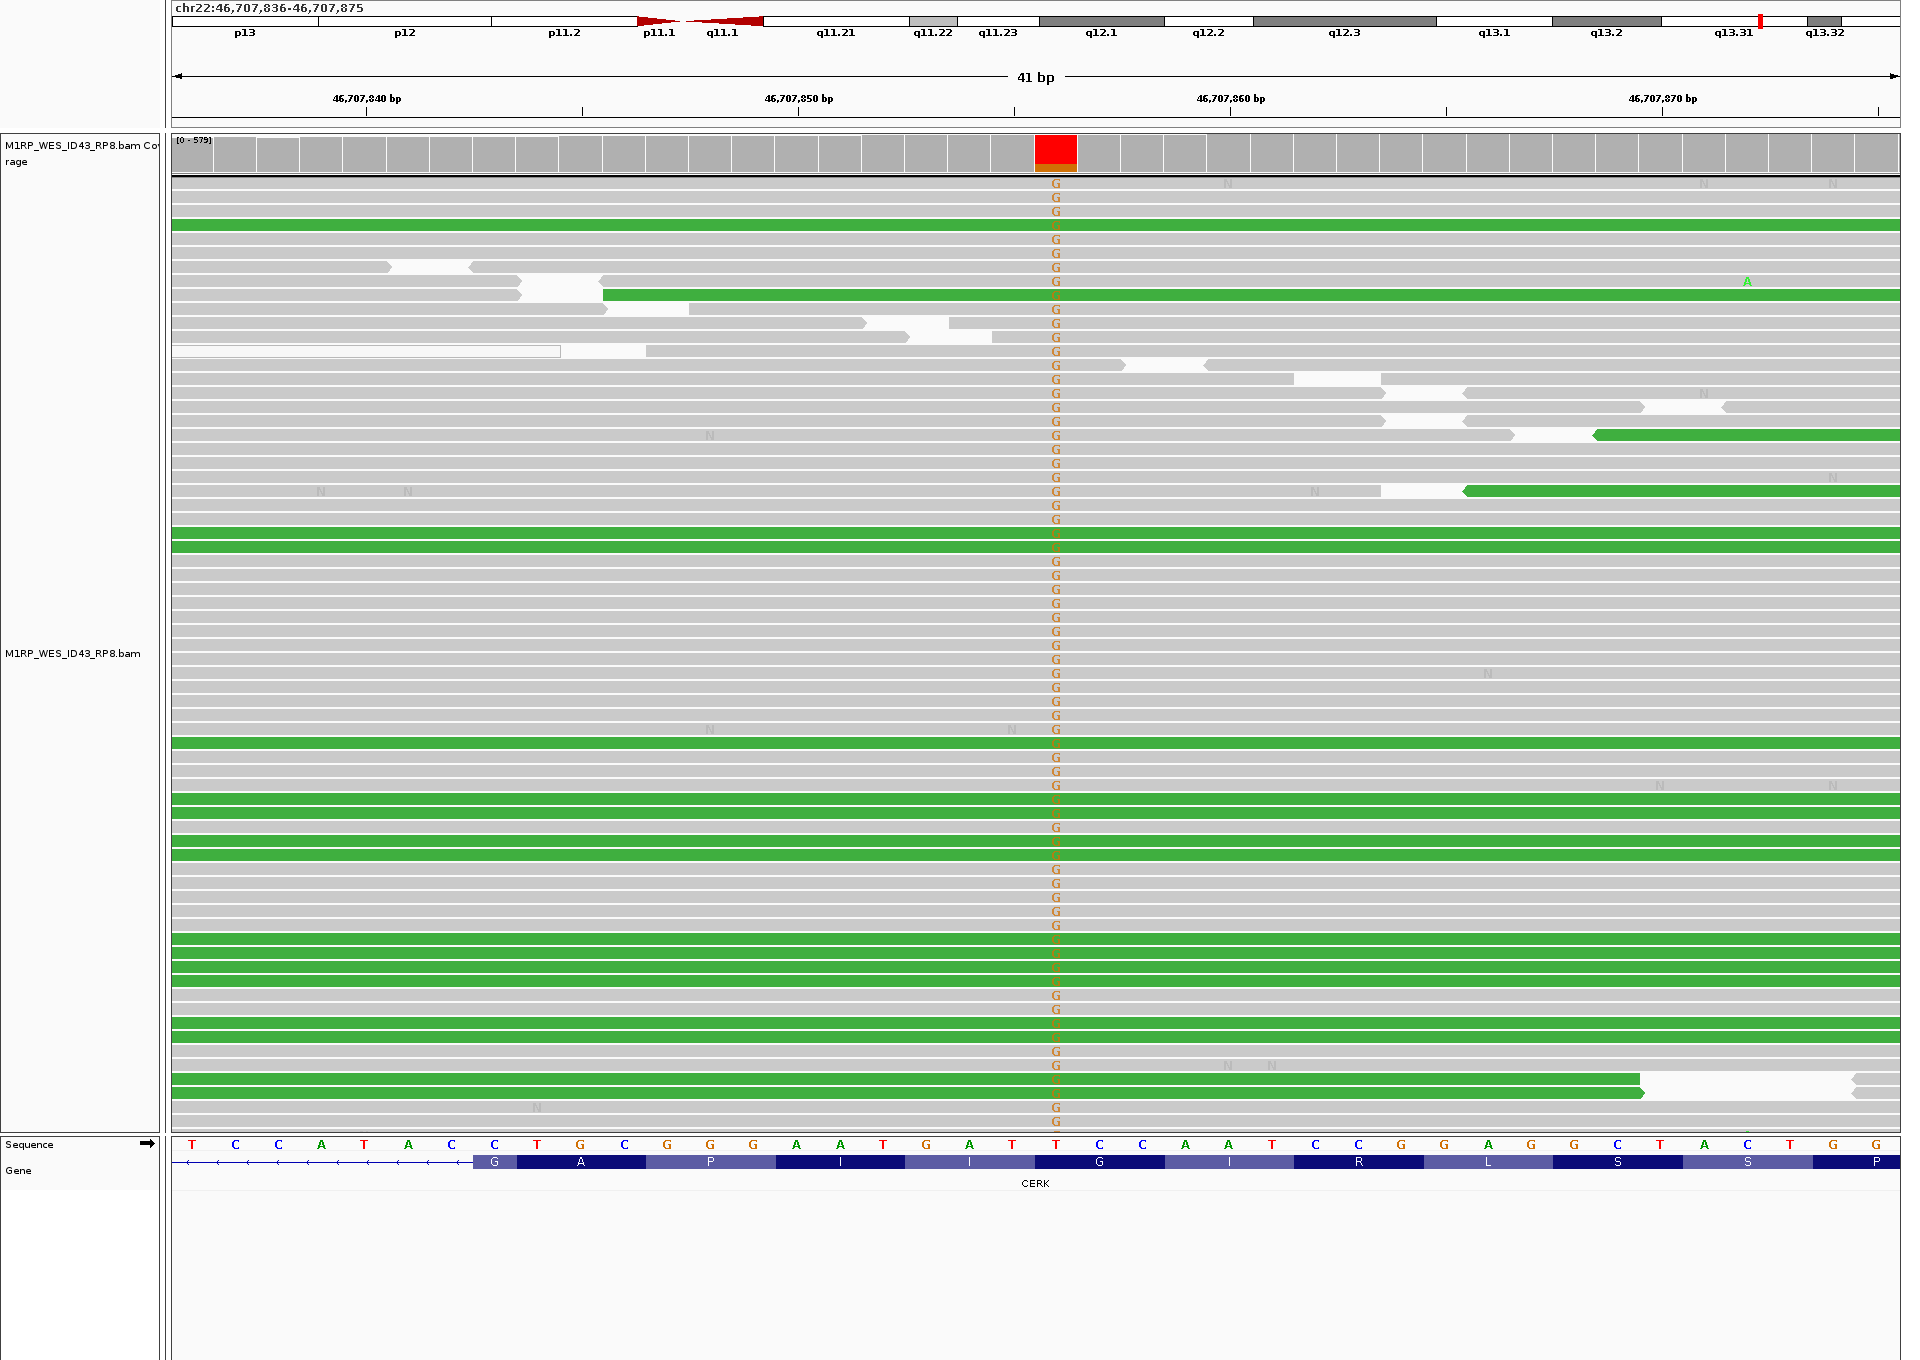 chr22:46,707,836-46,707,875
p13 p12 p11.2 p11.1 q11.1 q11.21 q11.22 q11.23 q12.1 q12.2 q12.3 q13.1 q13.2 q13.31 q13.32
41 bp
46,707,840 bp 46,707,850 bp 46,707,860 bp 46,707,870 bp
M1RP_WES_ID43_RP8.bam Co
rage
[0 - 579]
G N N N
G
G
G
G
G
G A
G
G
G
G
G
G
G N
G
G
N G
G
G
G N
N N G N
G
G
G
G
G
G
G
G
G
G
M1RP_WES_ID43_RP8.bam
G N
G
G
G
N N G
G
G
G N N
G
G
G
G
G
G
G
G
G
G N N
N G
G
Sequence T C C A T A C C T G C G G G A A T G A T T C C A A T C C G G A G G C T A C T G G
Gene G A P I I G I R L S S P
CERK